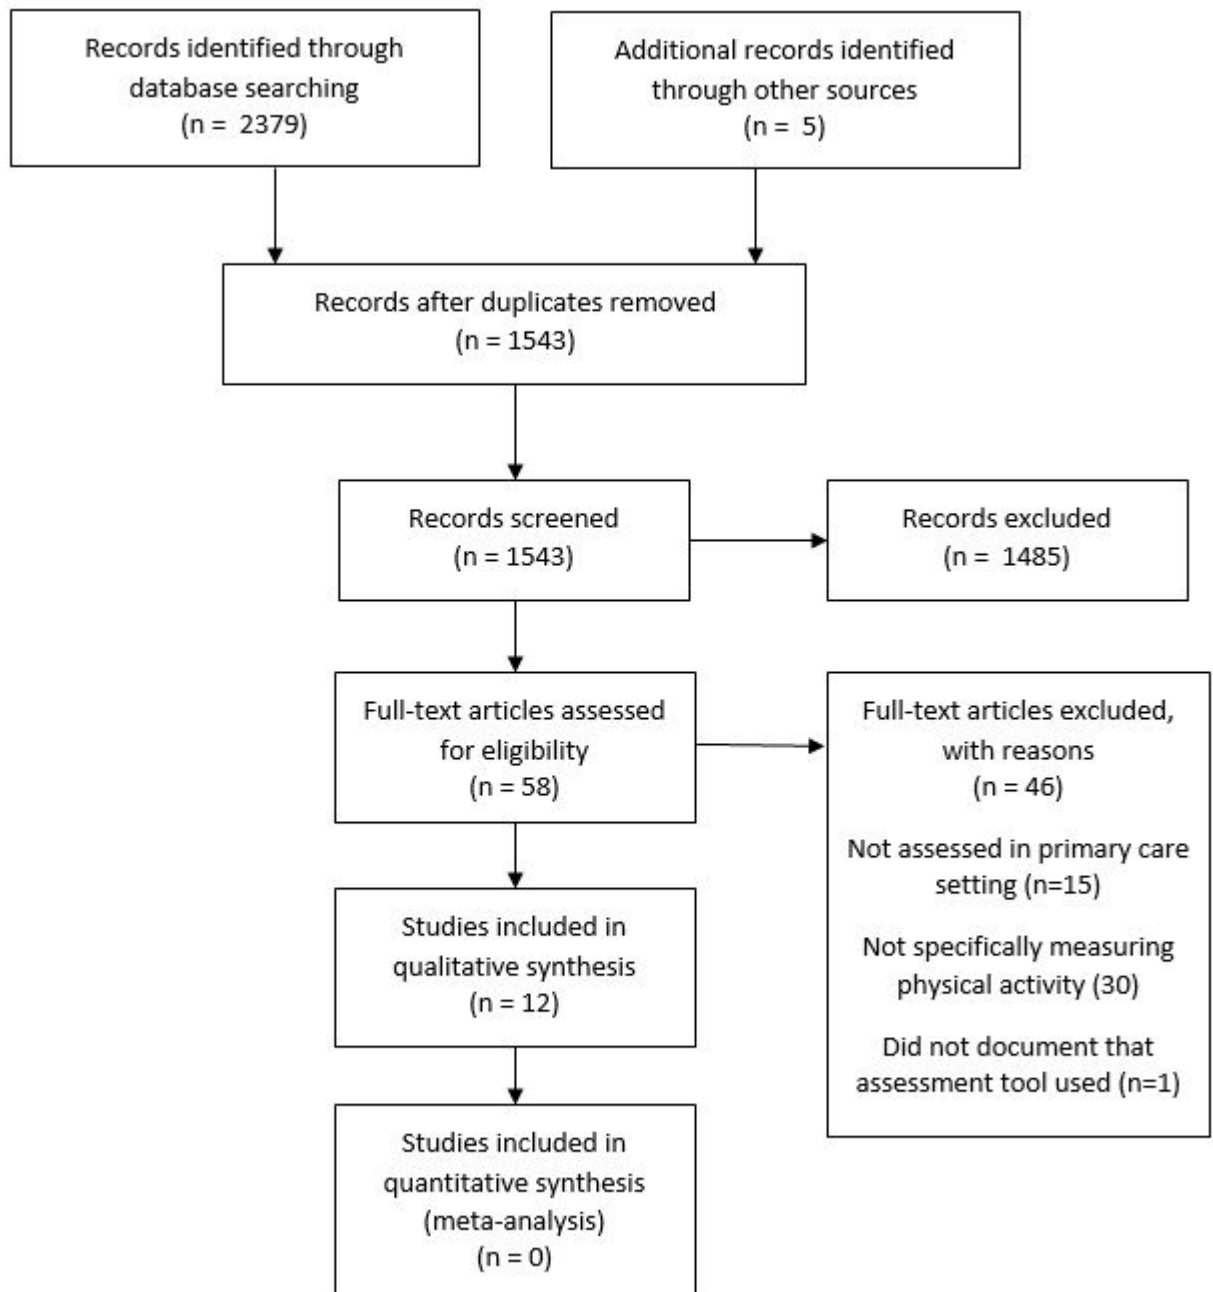 Records identified through
database searching
(n =  2379)
Additional records identified
through other sources
(n =  5)
Records after duplicates removed
(n = 1543)
Records screened
(n = 1543)
Records excluded
(n =  1485)
Full-text articles assessed
for eligibility
(n = 58)
Full-text articles excluded,
with reasons
(n = 46)
Not assessed in primary care
setting (n=15)
Not specifically measuring
physical activity (30)
Did not document that
assessment tool used (n=1)
Studies included in
qualitative synthesis
(n = 12)
Studies included in
quantitative synthesis
(meta-analysis)
(n = 0)